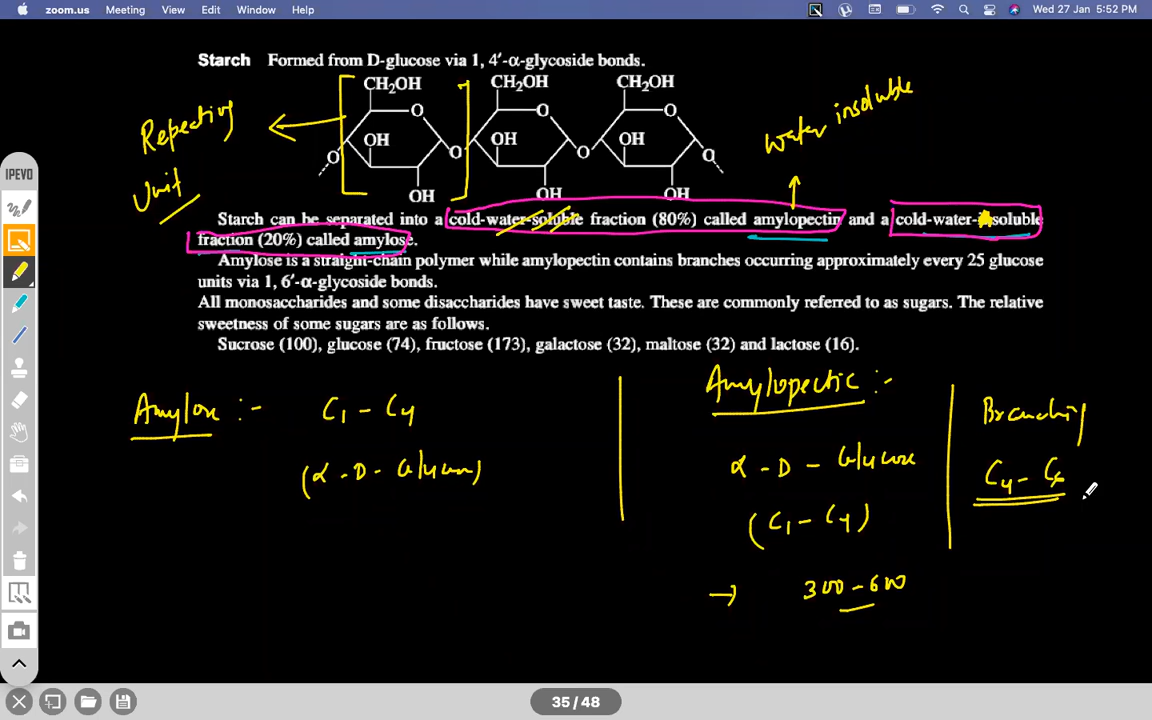 zoom.us Meeting View Edit Window Help Wed 27 Jan 5:52 PM
Starch Formed from D-glucose via 1, 4′-α-glycoside bonds.
CH₂OH CH₂OH CH₂OH
O O O
OH OH OH
O O O O
OH OH OH
Repeating
Unit
water insoluble
IPEVO
Starch can be separated into a cold-water-soluble fraction (80%) called amylopectin and a cold-water-insoluble
fraction (20%) called amylose.
Amylose is a straight-chain polymer while amylopectin contains branches occurring approximately every 25 glucose
units via 1, 6′-α-glycoside bonds.
All monosaccharides and some disaccharides have sweet taste. These are commonly referred to as sugars. The relative
sweetness of some sugars are as follows.
Sucrose (100), glucose (74), fructose (173), galactose (32), maltose (32) and lactose (16).
Amylose :- C₁ - C₄
(α - D - Glucose)
Amylopectic :-
α - D - Glucose
(C₁ - C₄)
→ 300 - 600
Branching
C₄ - C₆
35 / 48